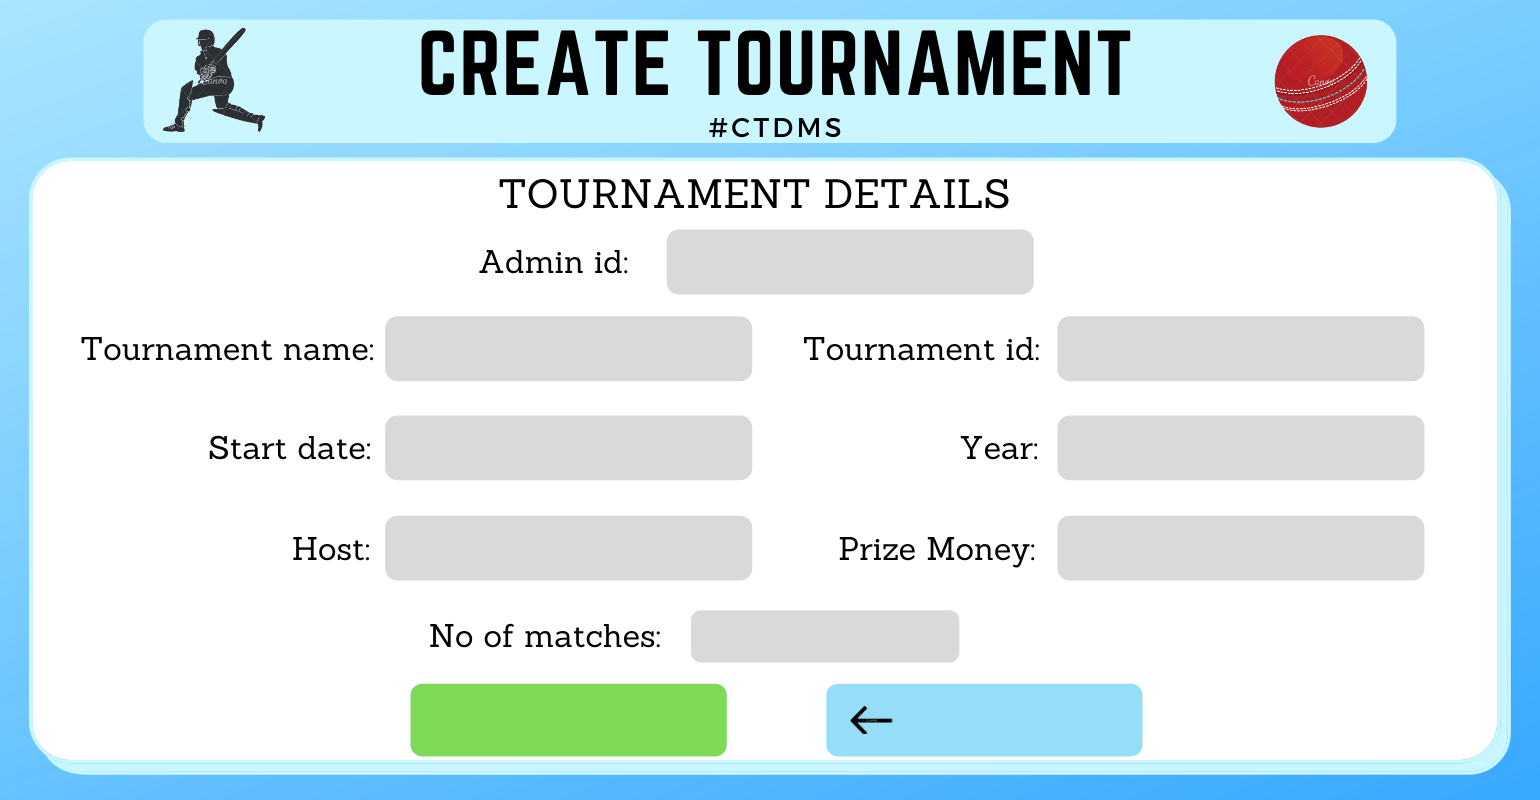 CREATE TOURNAMENT
#CTDMS
TOURNAMENT DETAILS
Admin id:
Tournament name:
Tournament id:
Start date:
Year:
Host:
Prize Money:
No of matches: